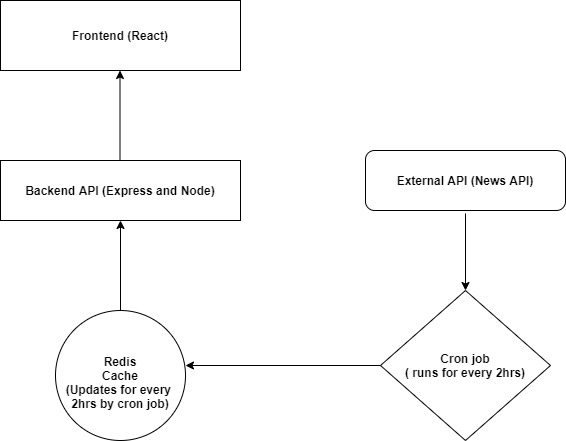 Frontend (React)
Backend API (Express and Node)
External API (News API)
Redis
Cache
(Updates for every
2hrs by cron job)
Cron job
( runs for every 2hrs)